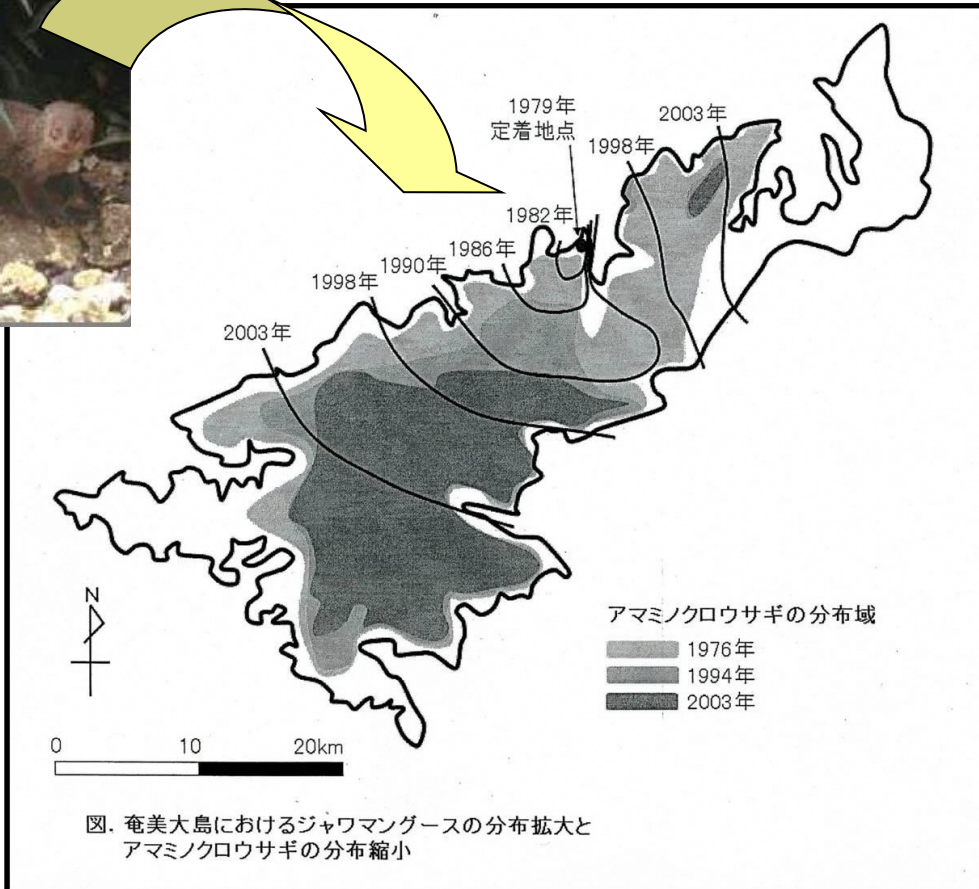 1979年
定着地点
2003年
1998年
1982年
1986年
1990年
1998年
2003年
N
アマミノクロウサギの分布域
1976年
1994年
2003年
0 10 20km
図. 奄美大島におけるジャワマングースの分布拡大と
アマミノクロウサギの分布縮小